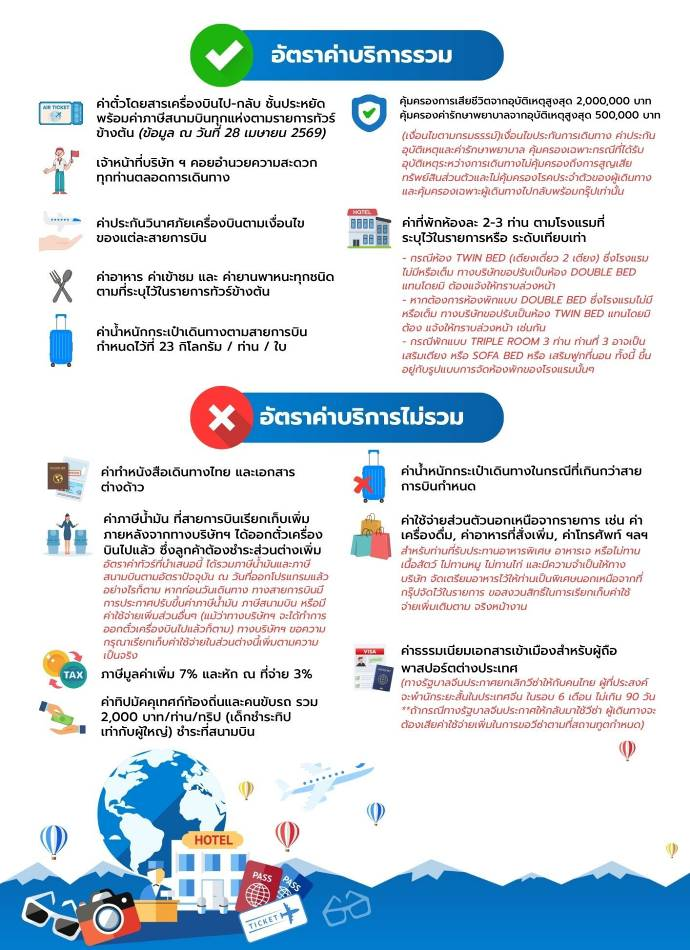 อัตราค่าบริการรวม
AIR TICKET
ค่าตั๋วโดยสารเครื่องบินไป-กลับ ชั้นประหยัด
พร้อมค่าภาษีสนามบินทุกแห่งตามรายการทัวร์
ข้างต้น (ข้อมูล ณ วันที่ 28 เมษายน 2569)
เจ้าหน้าที่บริษัท ฯ คอยอำนวยความสะดวก
ทุกท่านตลอดการเดินทาง
ค่าประกันวินาศภัยเครื่องบินตามเงื่อนไข
ของแต่ละสายการบิน
ค่าอาหาร ค่าเข้าชม และ ค่ายานพาหนะทุกชนิด
ตามที่ระบุไว้ในรายการทัวร์ข้างต้น
ค่าน้ำหนักกระเป๋าเดินทางตามสายการบิน
กำหนดไว้ที่ 23 กิโลกรัม / ท่าน / ใบ
คุ้มครองการเสียชีวิตจากอุบัติเหตุสูงสุด 2,000,000 บาท
คุ้มครองค่ารักษาพยาบาลจากอุบัติเหตุสูงสุด 500,000 บาท
(เงื่อนไขตามกรมธรรม์)เงื่อนไขประกันการเดินทาง ค่าประกัน
อุบัติเหตุและค่ารักษาพยาบาล คุ้มครองเฉพาะกรณีที่ได้รับ
อุบัติเหตุระหว่างการเดินทางไม่คุ้มครองถึงการสูญเสีย
ทรัพย์สินส่วนตัวและไม่คุ้มครองโรคประจำตัวของผู้เดินทาง
และคุ้มครองเฉพาะผู้เดินทางไปกลับพร้อมกรุ๊ปเท่านั้น
HOTEL
ค่าที่พักห้องละ 2-3 ท่าน ตามโรงแรมที่
ระบุไว้ในรายการหรือ ระดับเทียบเท่า
- กรณีห้อง TWIN BED (เตียงเดี่ยว 2 เตียง) ซึ่งโรงแรม
ไม่มีหรือเต็ม ทางบริษัทขอปรับเป็นห้อง DOUBLE BED
แทนโดยมิ ต้องแจ้งให้ทราบล่วงหน้า
- หากต้องการห้องพักแบบ DOUBLE BED ซึ่งโรงแรมไม่มี
หรือเต็ม ทางบริษัทขอปรับเป็นห้อง TWIN BED แทนโดยมิ
ต้อง แจ้งให้ทราบล่วงหน้า เช่นกัน
- กรณีพักแบบ TRIPLE ROOM 3 ท่าน ท่านที่ 3 อาจเป็น
เสริมเตียง หรือ SOFA BED หรือ เสริมฟูกที่นอน ทั้งนี้ ขึ้น
อยู่กับรูปแบบการจัดห้องพักของโรงแรมนั้นๆ
อัตราค่าบริการไม่รวม
ค่าทำหนังสือเดินทางไทย และเอกสาร
ต่างด้าว
ค่าภาษีน้ำมัน ที่สายการบินเรียกเก็บเพิ่ม
ภายหลังจากทางบริษัทฯ ได้ออกตั๋วเครื่อง
บินไปแล้ว ซึ่งลูกค้าต้องชำระส่วนต่างเพิ่ม
อัตราค่าทัวร์ที่นำเสนอนี้ ได้รวมภาษีน้ำมันและภาษี
สนามบินตามอัตราปัจจุบัน ณ วันที่ออกโปรแกรมแล้ว
อย่างไรก็ตาม หากก่อนวันเดินทาง ทางสายการบินมี
การประกาศปรับขึ้นค่าภาษีน้ำมัน ภาษีสนามบิน หรือมี
ค่าใช้จ่ายเพิ่มส่วนอื่นๆ (แม้ว่าทางบริษัทฯ จะได้ทำการ
ออกตั๋วเครื่องบินไปแล้วก็ตาม) ทางบริษัทฯ ขอความ
กรุณาเรียกเก็บค่าใช้จ่ายในส่วนต่างนี้เพิ่มตามความ
เป็นจริง
TAX
ภาษีมูลค่าเพิ่ม 7% และหัก ณ ที่จ่าย 3%
ค่าทิปมัคคุเทศก์ท้องถิ่นและคนขับรถ รวม
2,000 บาท/ท่าน/ทริป (เด็กชำระทิป
เท่ากับผู้ใหญ่) ชำระที่สนามบิน
ค่าน้ำหนักกระเป๋าเดินทางในกรณีที่เกินกว่าสาย
การบินกำหนด
ค่าใช้จ่ายส่วนตัวนอกเหนือจากรายการ เช่น ค่า
เครื่องดื่ม, ค่าอาหารที่สั่งเพิ่ม, ค่าโทรศัพท์ ฯลฯ
สำหรับท่านที่รับประทานอาหารพิเศษ อาหารเจ หรือไม่ทาน
เนื้อสัตว์ ไม่ทานหมู ไม่ทานไก่ และมีความจำเป็นให้ทาง
บริษัท จัดเตรียมอาหารไว้ให้ท่านเป็นพิเศษนอกเหนือจากที่
กรุ๊ปจัดไว้ในรายการ ขอสงวนสิทธิ์ในการเรียกเก็บค่าใช้
จ่ายเพิ่มเติมตาม จริงหน้างาน
VISA
ค่าธรรมเนียมเอกสารเข้าเมืองสำหรับผู้ถือ
พาสปอร์ตต่างประเทศ
(ทางรัฐบาลจีนประกาศยกเลิกวีซ่าให้กับคนไทย ผู้ที่ประสงค์
จะพำนักระยะสั้นในประเทศจีน ในรอบ 6 เดือน ไม่เกิน 90 วัน
**ถ้ากรณีทางรัฐบาลจีนประกาศให้กลับมาใช้วีซ่า ผู้เดินทางจะ
ต้องเสียค่าใช้จ่ายเพิ่มในการขอวีซ่าตามที่สถานทูตกำหนด)
HOTEL
PASS
PASS
TICKET